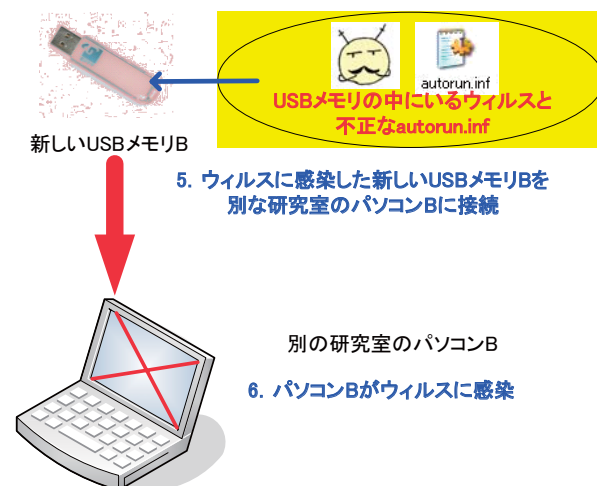 autorun.inf
USBメモリの中にいるウィルスと
不正なautorun.inf
新しいUSBメモリB
5. ウィルスに感染した新しいUSBメモリBを
別な研究室のパソコンBに接続
別の研究室のパソコンB
6. パソコンBがウィルスに感染